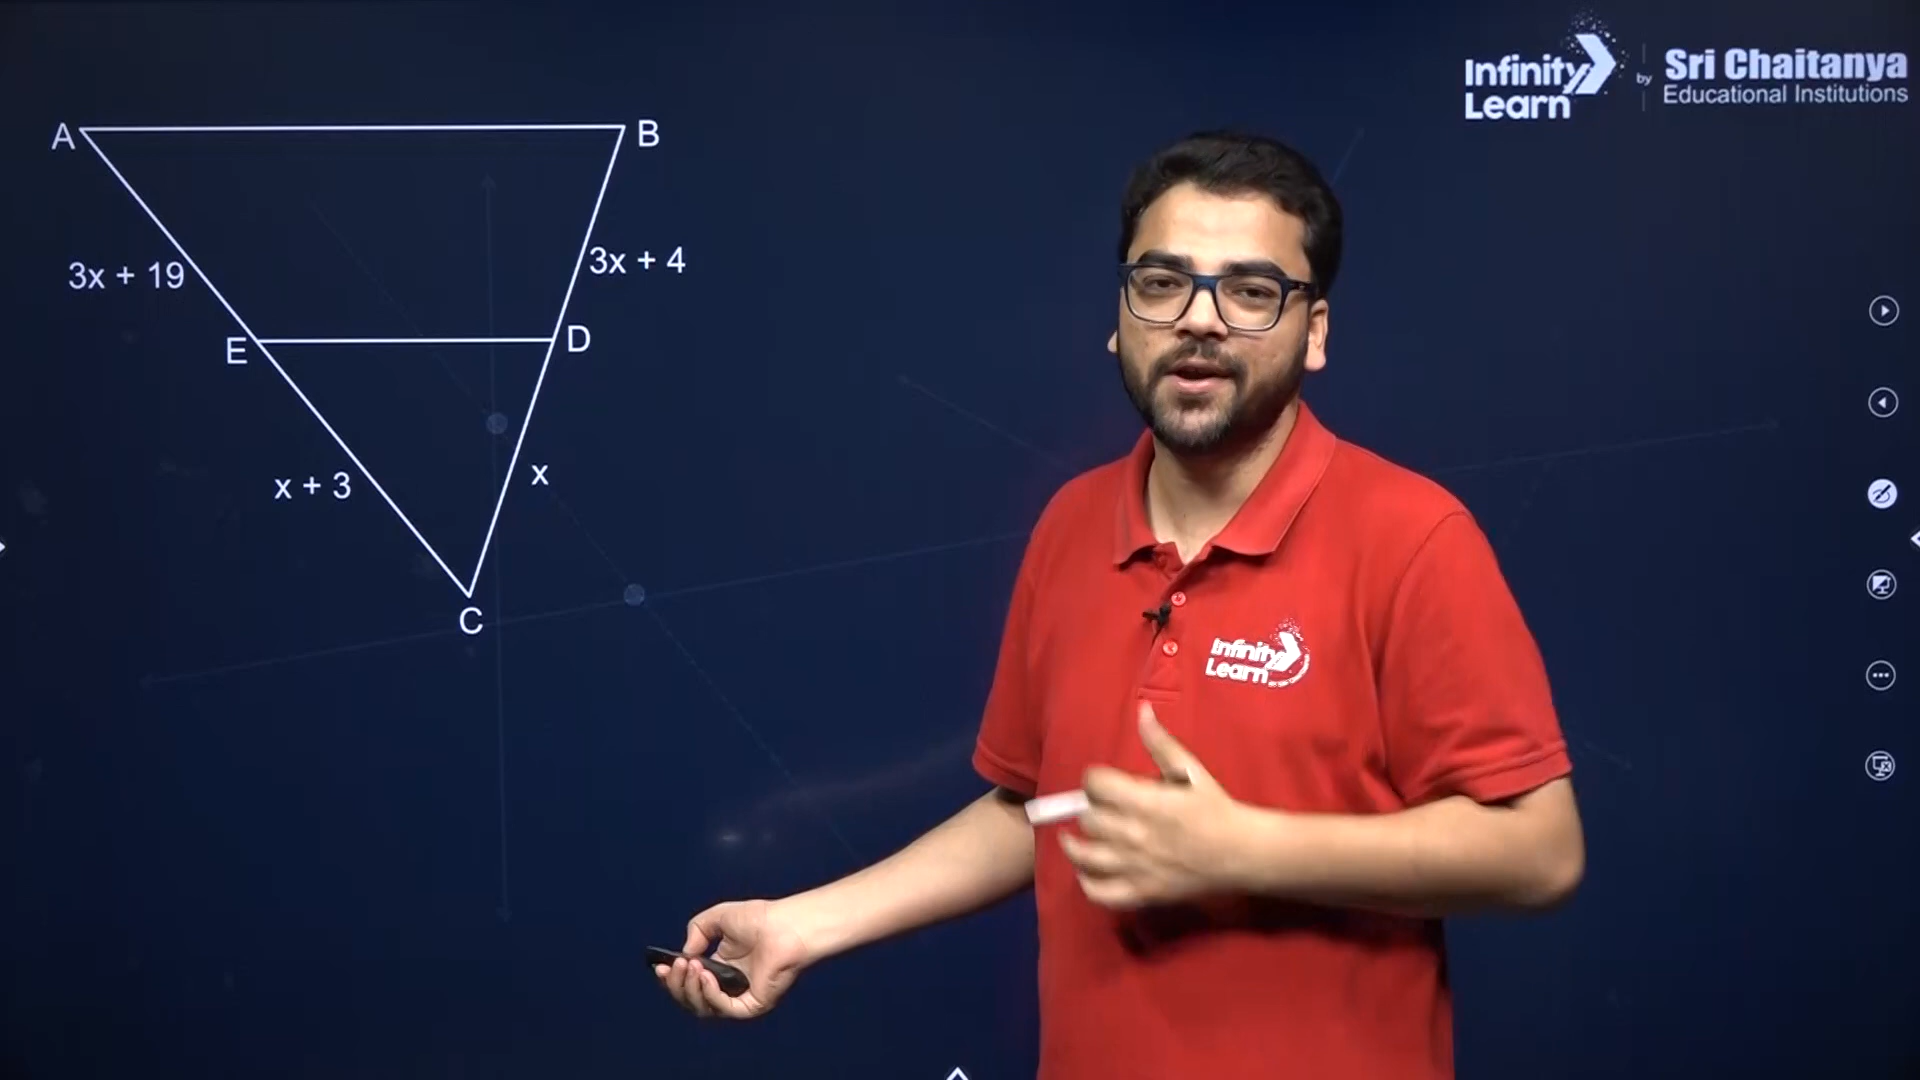 Infinity
Learn
by
Sri Chaitanya
Educational Institutions
A
B
3x + 19
3x + 4
E
D
x + 3
x
C
Infinity
Learn